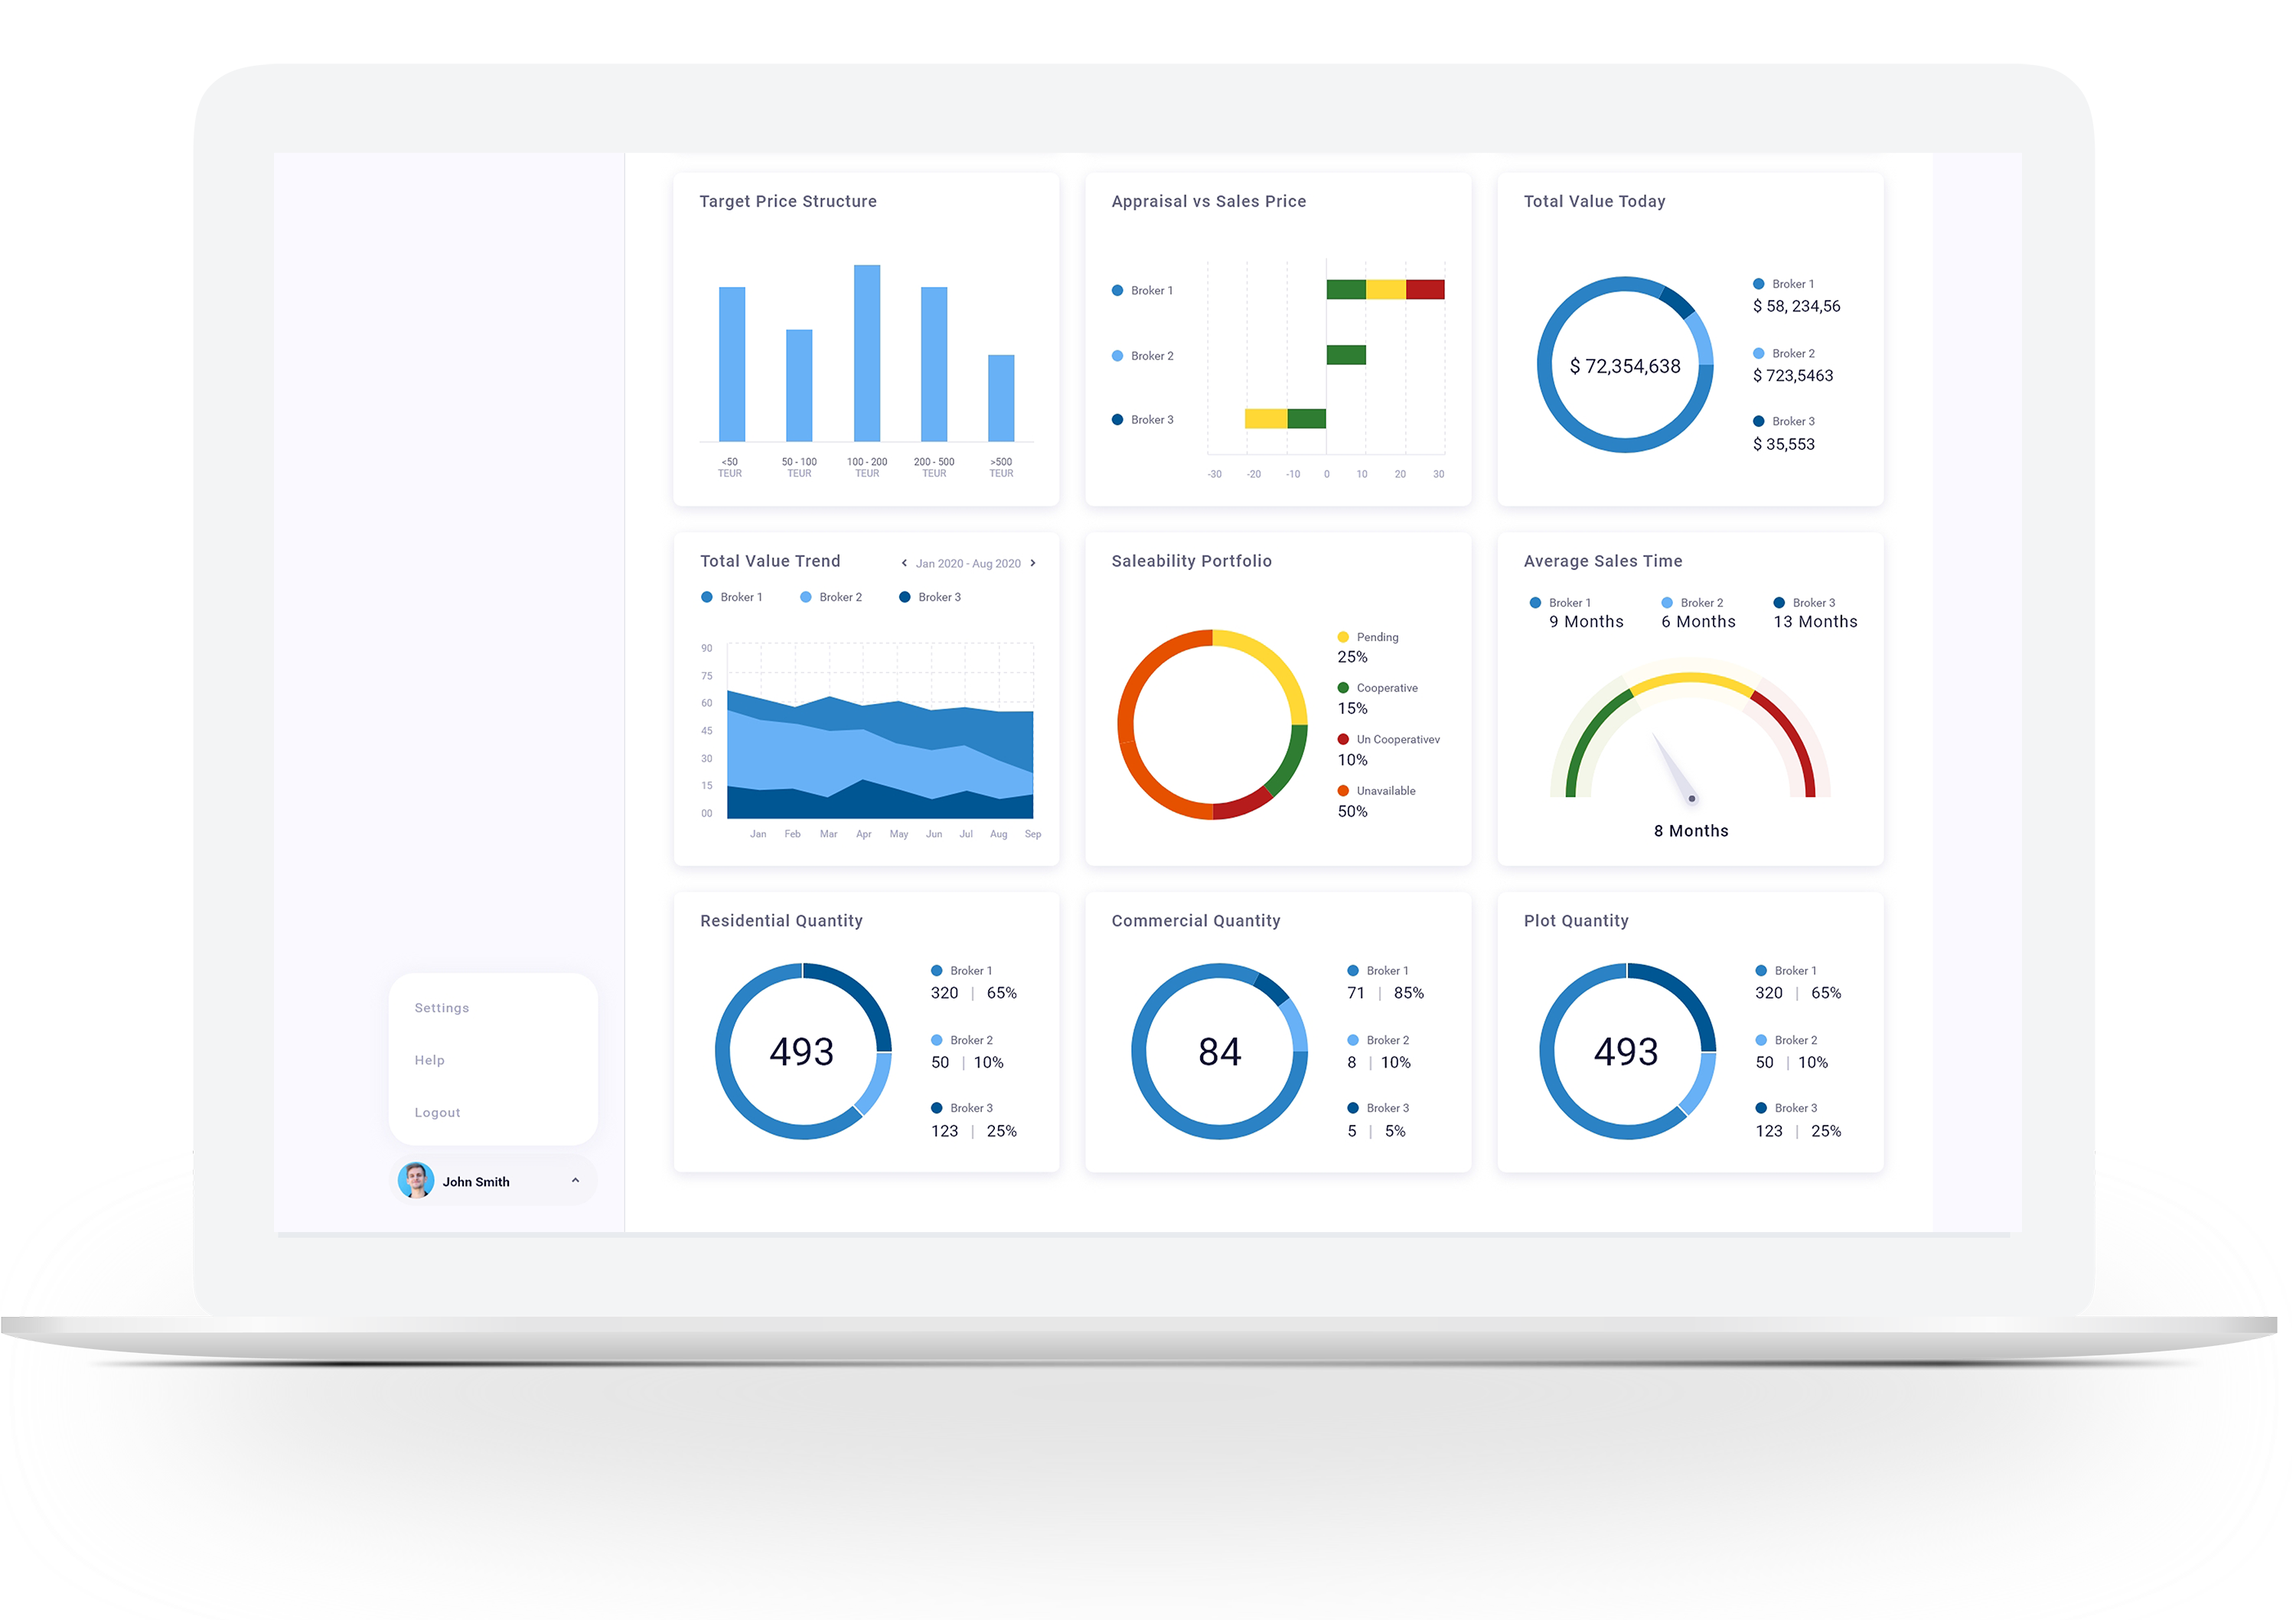 Target Price Structure
<50 50 - 100 100 - 200 200 - 500 >500
TEUR TEUR TEUR TEUR TEUR
Appraisal vs Sales Price
Broker 1
Broker 2
Broker 3
-30 -20 -10 0 10 20 30
Total Value Today
$ 72,354,638
Broker 1
$ 58, 234,56
Broker 2
$ 723,5463
Broker 3
$ 35,553
Total Value Trend
Jan 2020 - Aug 2020
Broker 1 Broker 2 Broker 3
90
75
60
45
30
15
00
Jan Feb Mar Apr May Jun Jul Aug Sep
Saleability Portfolio
Pending
25%
Cooperative
15%
Un Cooperativev
10%
Unavailable
50%
Average Sales Time
Broker 1 Broker 2 Broker 3
9 Months 6 Months 13 Months
8 Months
Residential Quantity
493
Broker 1
320 | 65%
Broker 2
50 | 10%
Broker 3
123 | 25%
Commercial Quantity
84
Broker 1
71 | 85%
Broker 2
8 | 10%
Broker 3
5 | 5%
Plot Quantity
493
Broker 1
320 | 65%
Broker 2
50 | 10%
Broker 3
123 | 25%
Settings
Help
Logout
John Smith